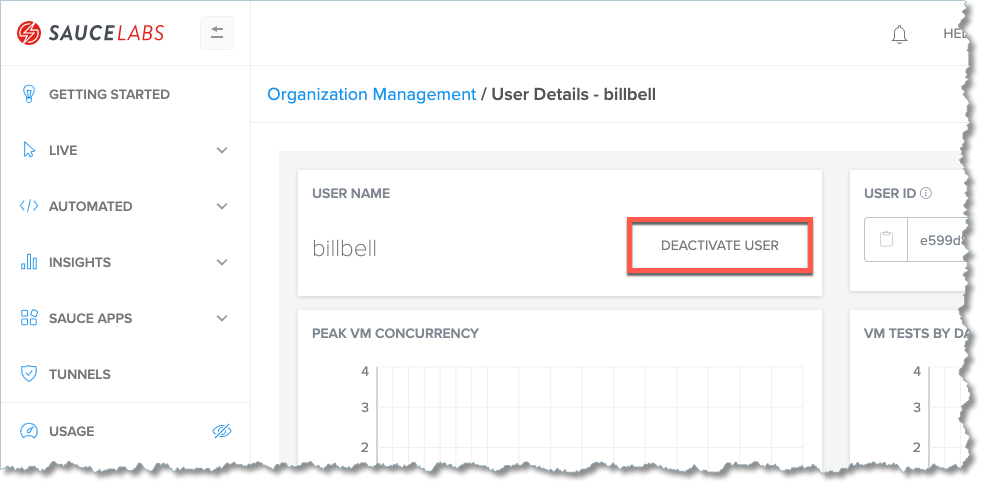 SAUCELABS
GETTING STARTED
LIVE
AUTOMATED
INSIGHTS
SAUCE APPS
TUNNELS
USAGE
Organization Management / User Details - billbell
USER NAME
billbell
DEACTIVATE USER
USER ID
e599d
PEAK VM CONCURRENCY
4
3
2
VM TESTS BY DA
4
3
2